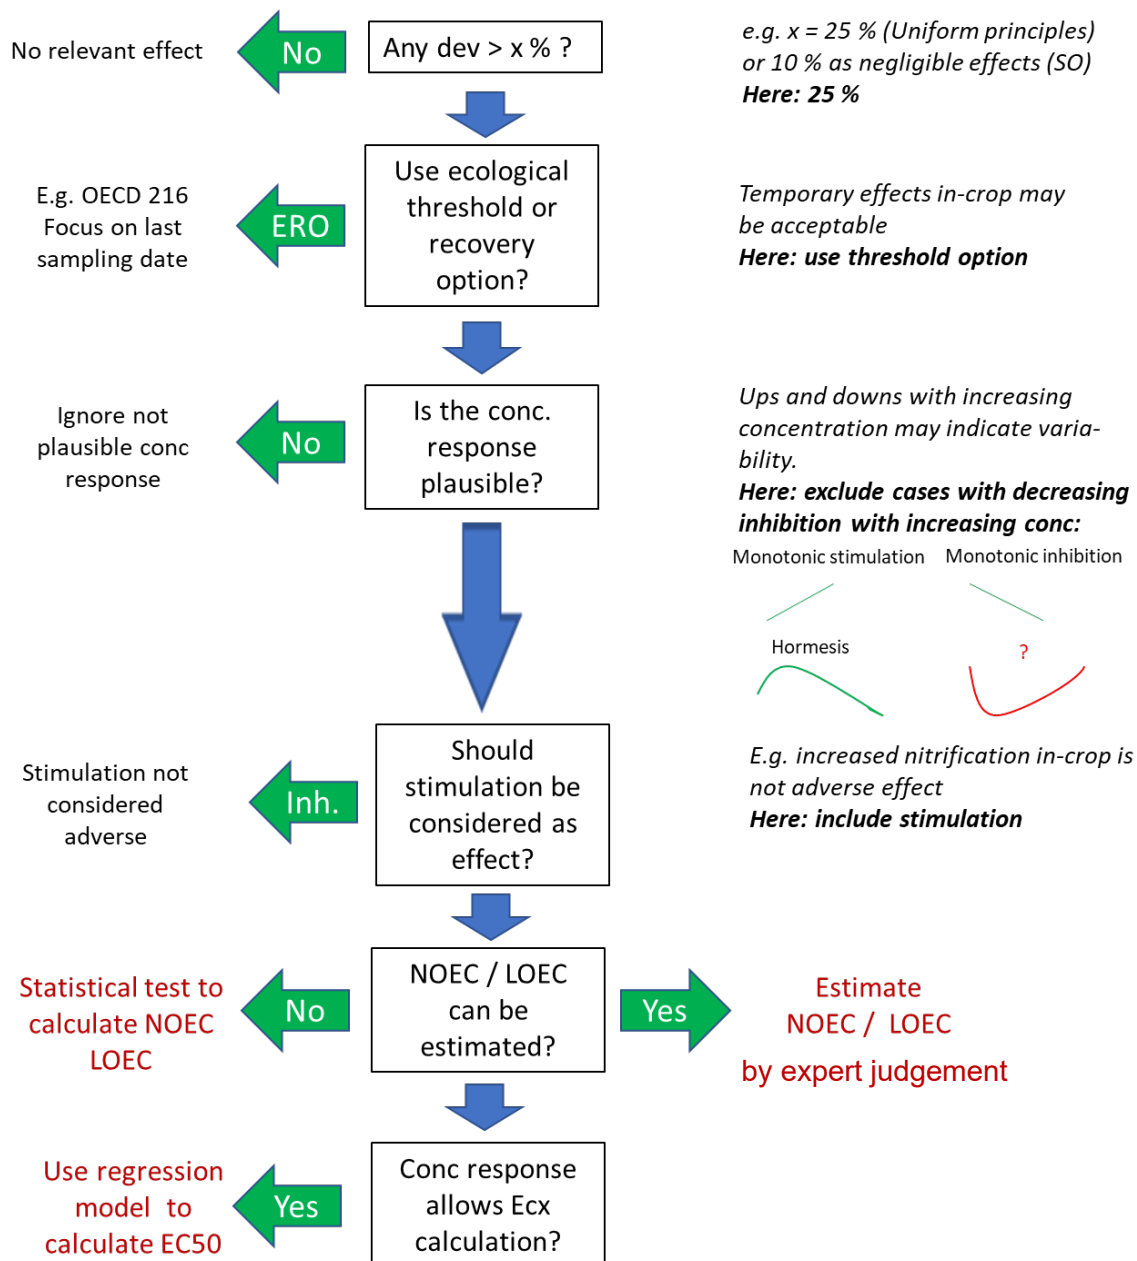 No relevant effect
No
Any dev > x % ?
e.g. x = 25 % (Uniform principles)
or 10 % as negligible effects (SO)
Here: 25 %
E.g. OECD 216
Focus on last
sampling date
ERO
Use ecological
threshold or
recovery
option?
Temporary effects in-crop may
be acceptable
Here: use threshold option
Ignore not
plausible conc
response
No
Is the conc.
response
plausible?
Ups and downs with increasing
concentration may indicate varia-
bility.
Here: exclude cases with decreasing
inhibition with increasing conc:
Monotonic stimulation
Monotonic inhibition
Hormesis
?
Stimulation not
considered
adverse
Inh.
Should
stimulation be
considered as
effect?
E.g. increased nitrification in-crop is
not adverse effect
Here: include stimulation
Statistical test to
calculate NOEC
LOEC
No
NOEC / LOEC
can be
estimated?
Yes
Estimate
NOEC / LOEC
by expert judgement
Use regression
model to
calculate EC50
Yes
Conc response
allows Ecx
calculation?